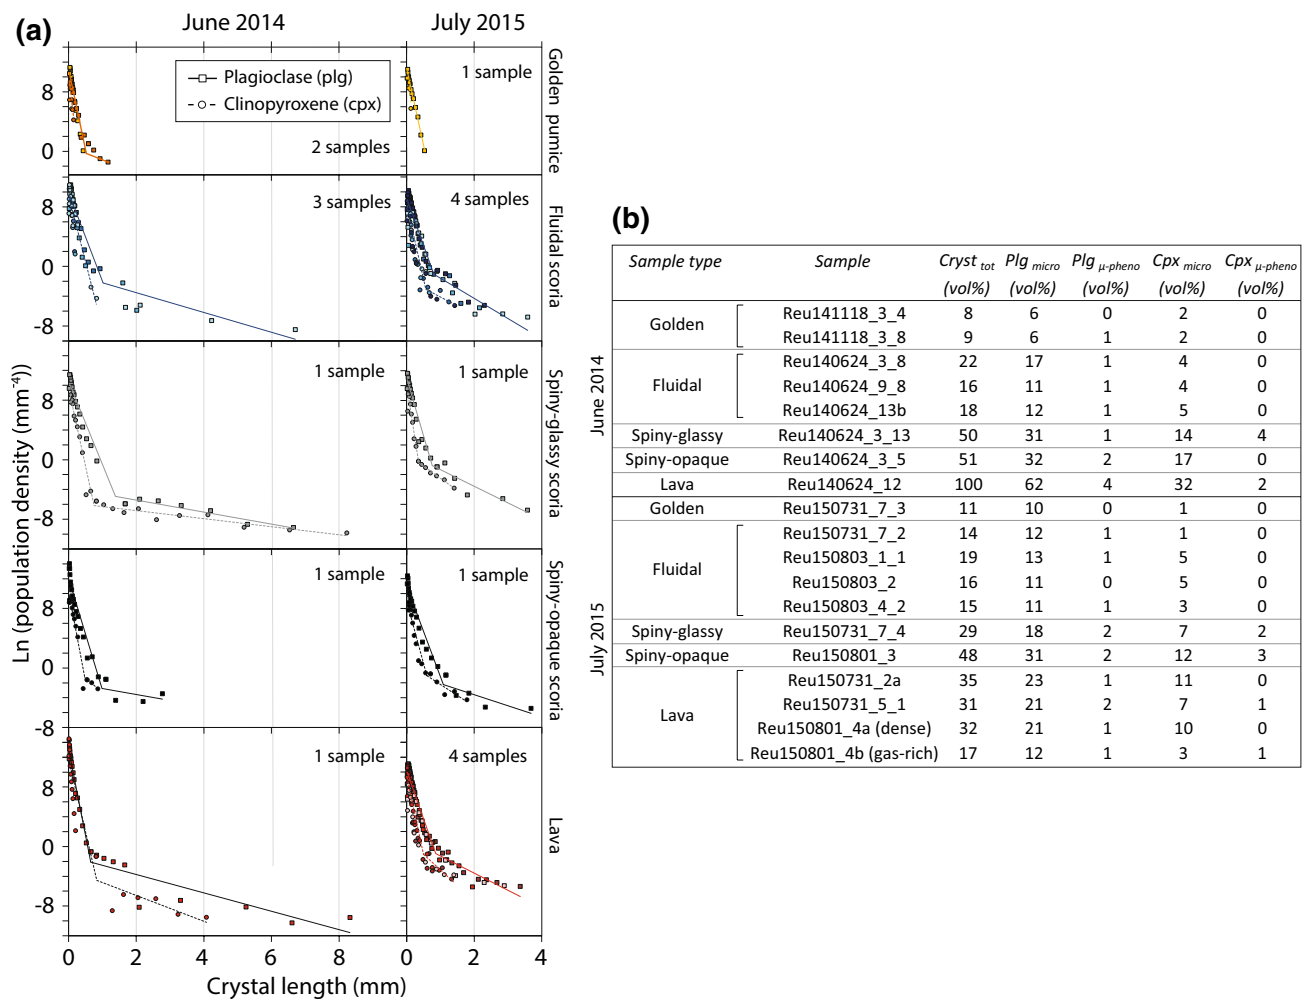 (a)
June 2014 July 2015
Plagioclase (plg)
Clinopyroxene (cpx)
2 samples
1 sample
Golden pumice
8
0
3 samples
4 samples
Fluidal scoria
8
0
-8
1 sample
1 sample
Spiny-glassy scoria
8
0
-8
1 sample
1 sample
Spiny-opaque scoria
8
0
-8
1 sample
4 samples
Lava
-8
8
0
-8
Ln (population density (mm-4))
0 2 4 6 8 0 2 4
Crystal length (mm)
(b)
Sample type Sample Cryst tot Plg micro Plg μ-pheno Cpx micro Cpx μ-pheno
(vol%) (vol%) (vol%) (vol%) (vol%)
June 2014
Golden
Reu141118_3_4 8 6 0 2 0
Reu141118_3_8 9 6 1 2 0
Fluidal
Reu140624_3_8 22 17 1 4 0
Reu140624_9_8 16 11 1 4 0
Reu140624_13b 18 12 1 5 0
Spiny-glassy Reu140624_3_13 50 31 1 14 4
Spiny-opaque Reu140624_3_5 51 32 2 17 0
Lava Reu140624_12 100 62 4 32 2
July 2015
Golden Reu150731_7_3 11 10 0 1 0
Fluidal
Reu150731_7_2 14 12 1 1 0
Reu150803_1_1 19 13 1 5 0
Reu150803_2 16 11 0 5 0
Reu150803_4_2 15 11 1 3 0
Spiny-glassy Reu150731_7_4 29 18 2 7 2
Spiny-opaque Reu150801_3 48 31 2 12 3
Lava
Reu150731_2a 35 23 1 11 0
Reu150731_5_1 31 21 2 7 1
Reu150801_4a (dense) 32 21 1 10 0
Reu150801_4b (gas-rich) 17 12 1 3 1